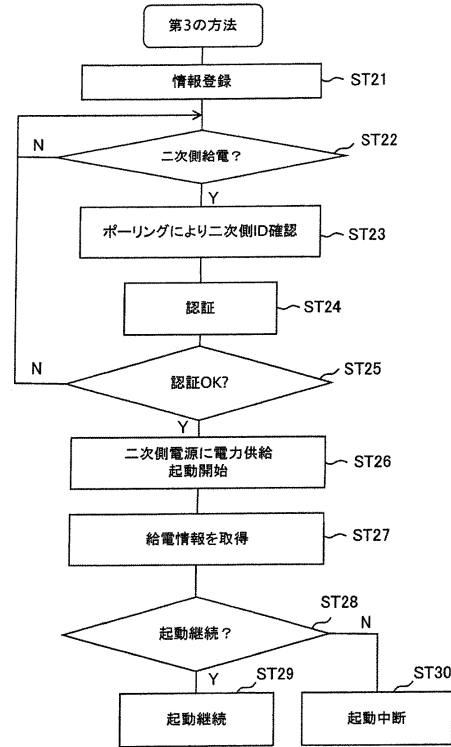 第3の方法
情報登録
ST21
N
二次側給電?
ST22
Y
ポーリングにより二次側ID確認
ST23
認証
ST24
N
認証OK?
ST25
Y
二次側電源に電力供給
起動開始
ST26
給電情報を取得
ST27
起動継続?
ST28
N
Y
ST29
ST30
起動継続
起動中断